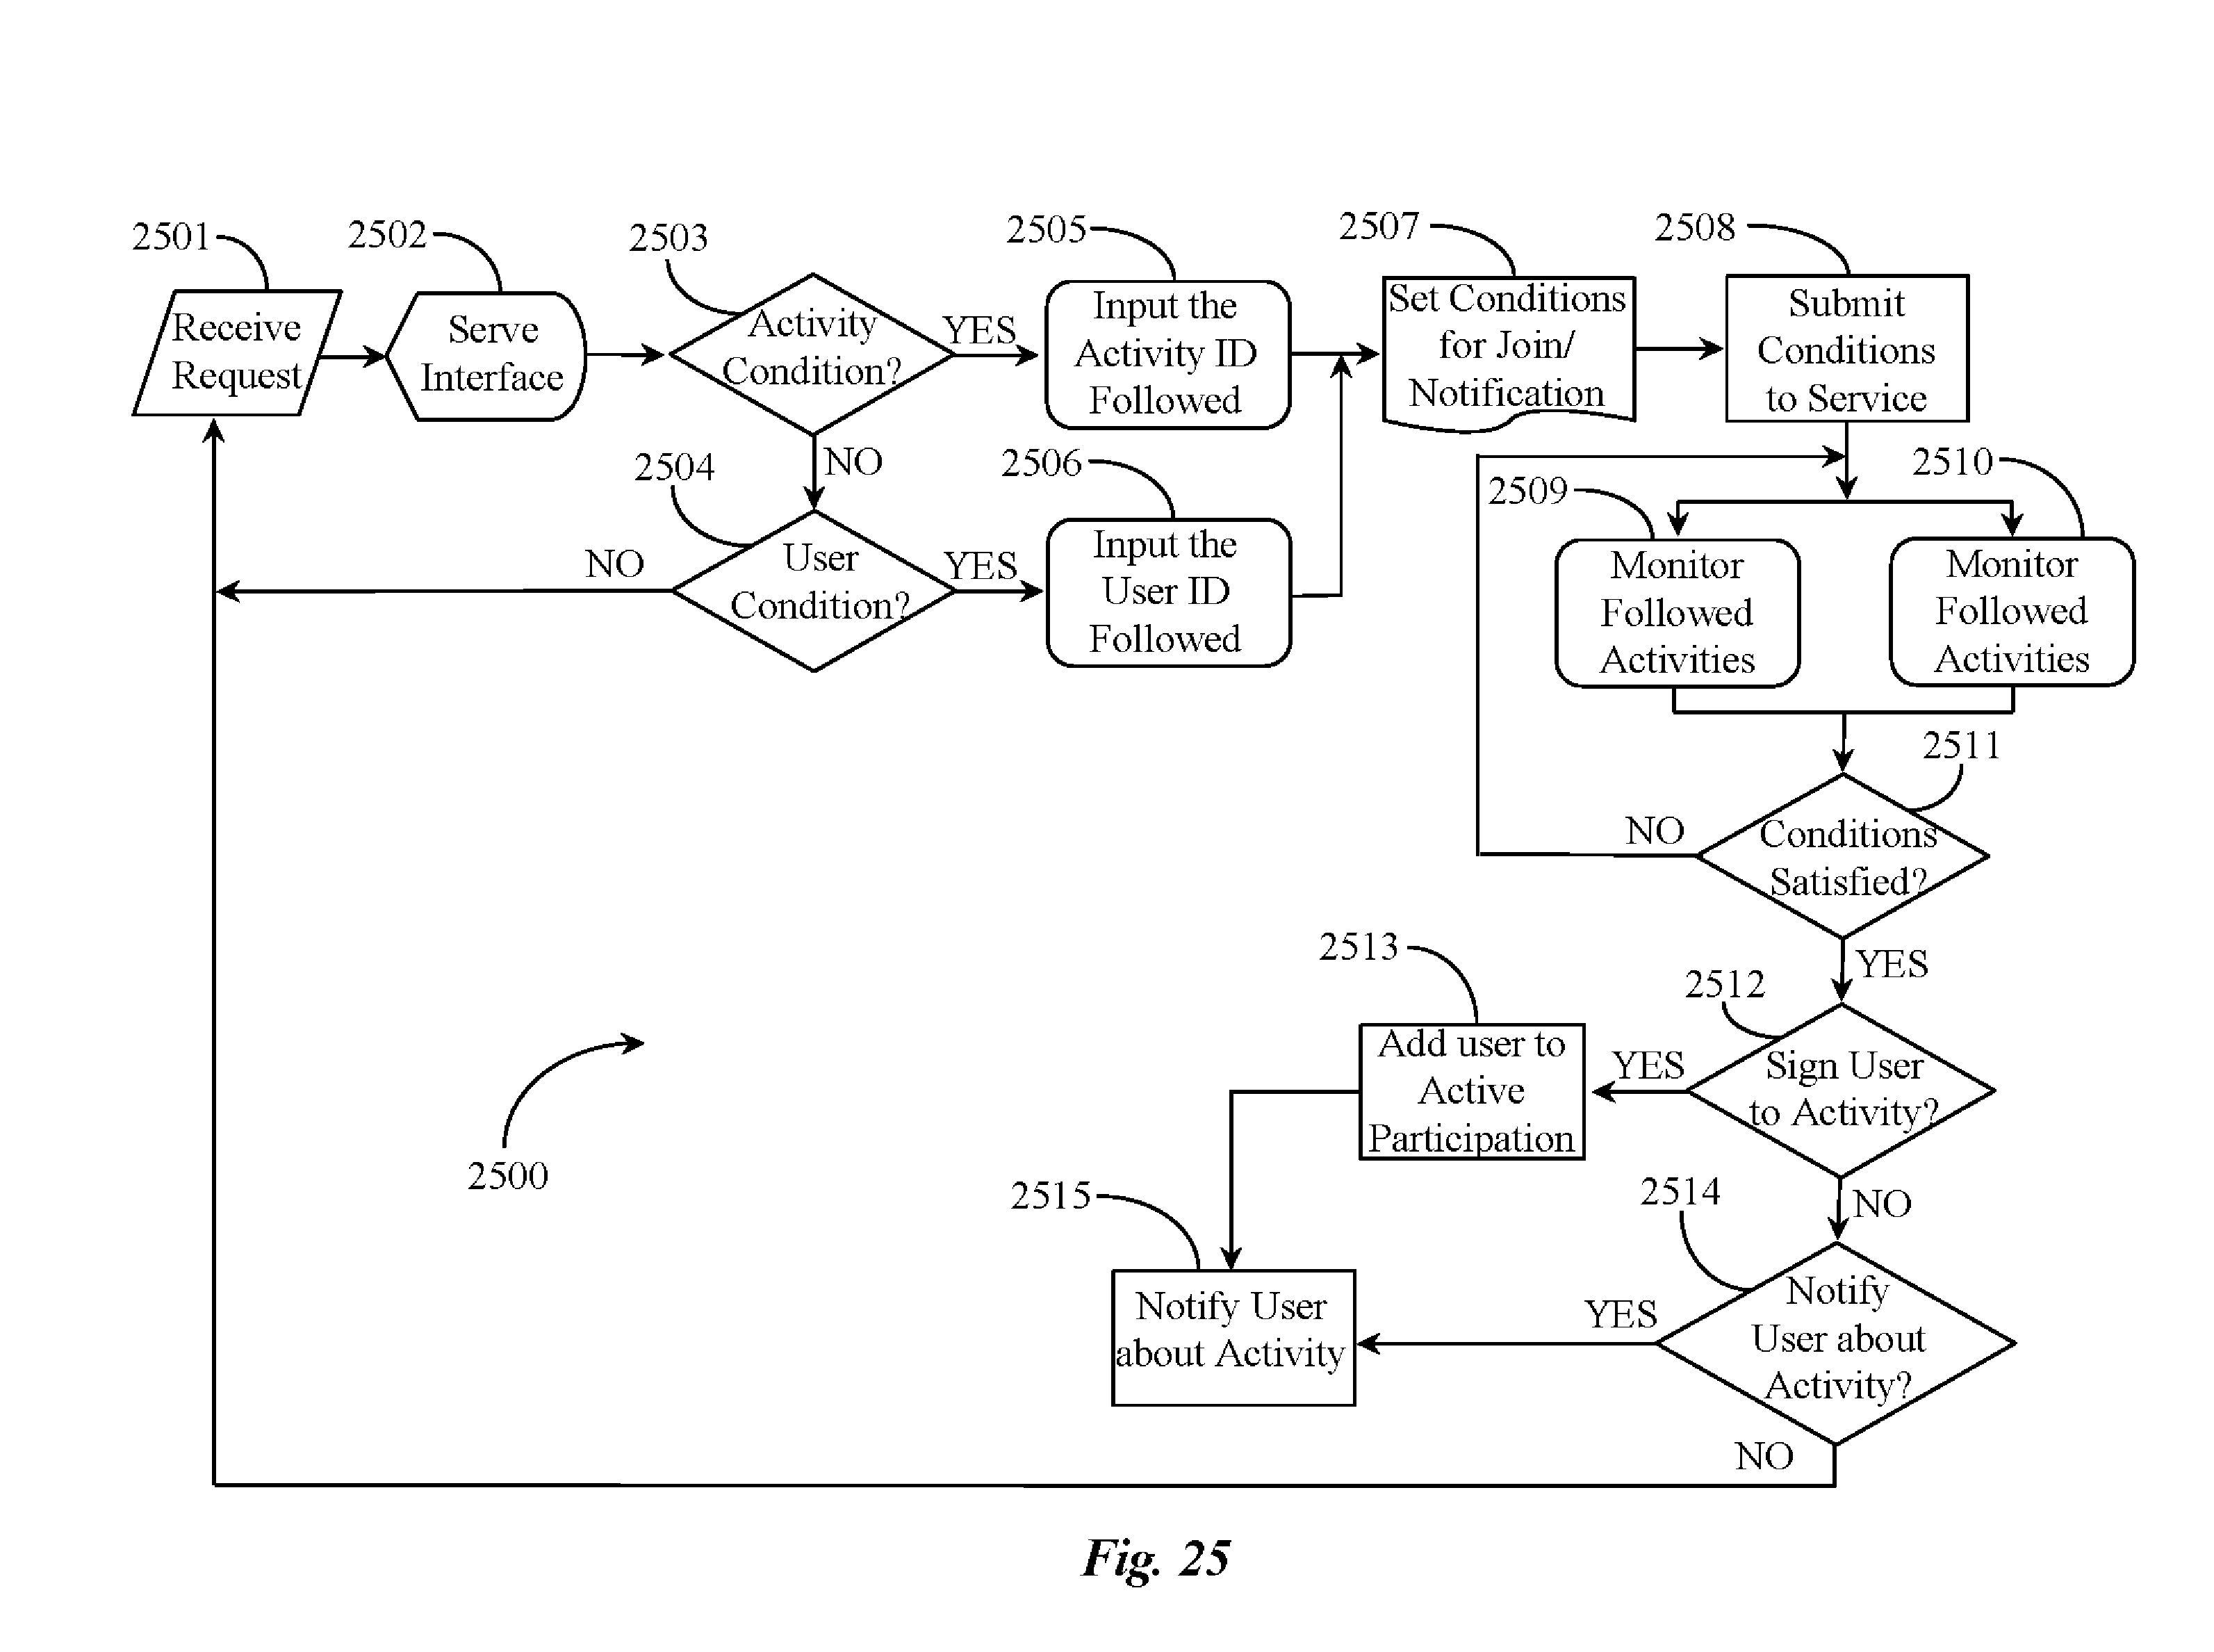 2501
2502
2503
2505
2507
2508
Receive
Request
Serve
Interface
Activity
Condition?
YES
Input the
Activity ID
Followed
Set Conditions
for Join/
Notification
Submit
Conditions
to Service
NO
2504
2506
2509
2510
NO
User
Condition?
YES
Input the
User ID
Followed
Monitor
Followed
Activities
Monitor
Followed
Activities
2511
NO
Conditions
Satisfied?
YES
2513
2512
Add user to
Active
Participation
YES
Sign User
to Activity?
2500
2515
2514
NO
Notify User
about Activity
YES
Notify
User about
Activity?
NO
Fig. 25